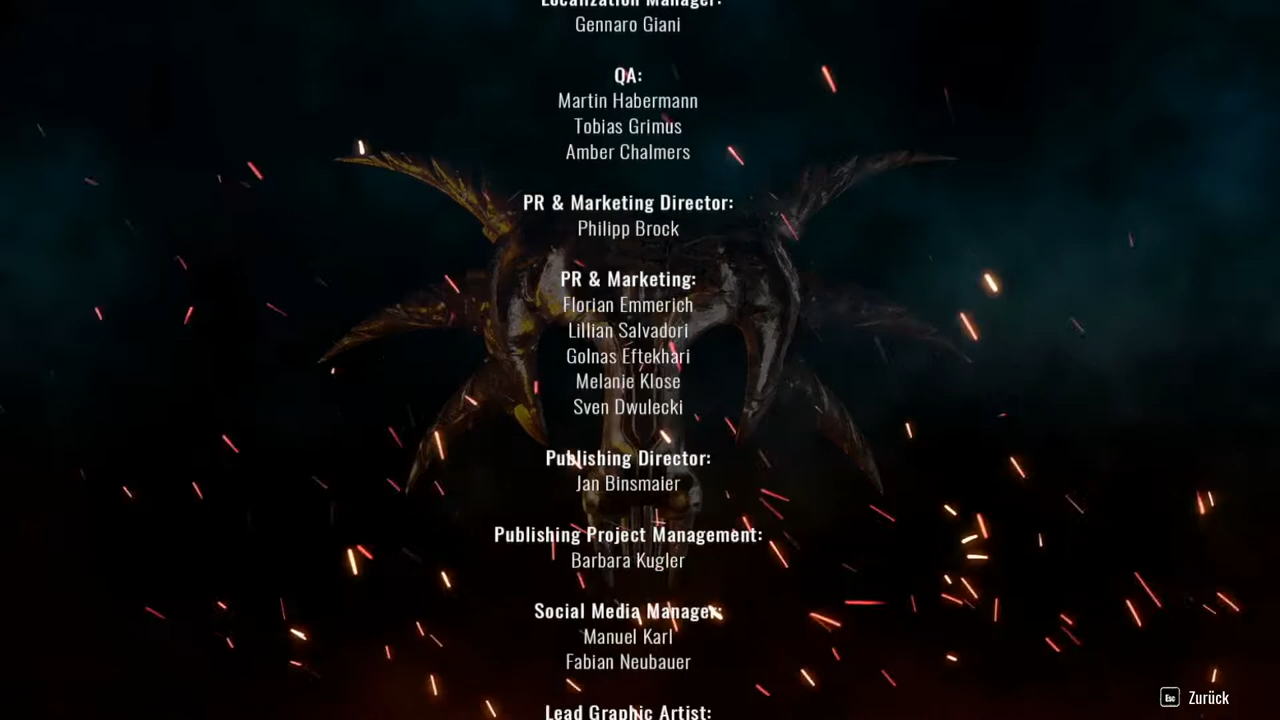 Localization Manager:
Gennaro Giani
QA:
Martin Habermann
Tobias Grimus
Amber Chalmers
PR & Marketing Director:
Philipp Brock
PR & Marketing:
Florian Emmerich
Lillian Salvadori
Golnas Eftekhari
Melanie Klose
Sven Dwulecki
Publishing Director:
Jan Binsmaier
Publishing Project Management:
Barbara Kugler
Social Media Manager:
Manuel Karl
Fabian Neubauer
Lead Graphic Artist:
Esc Zurück